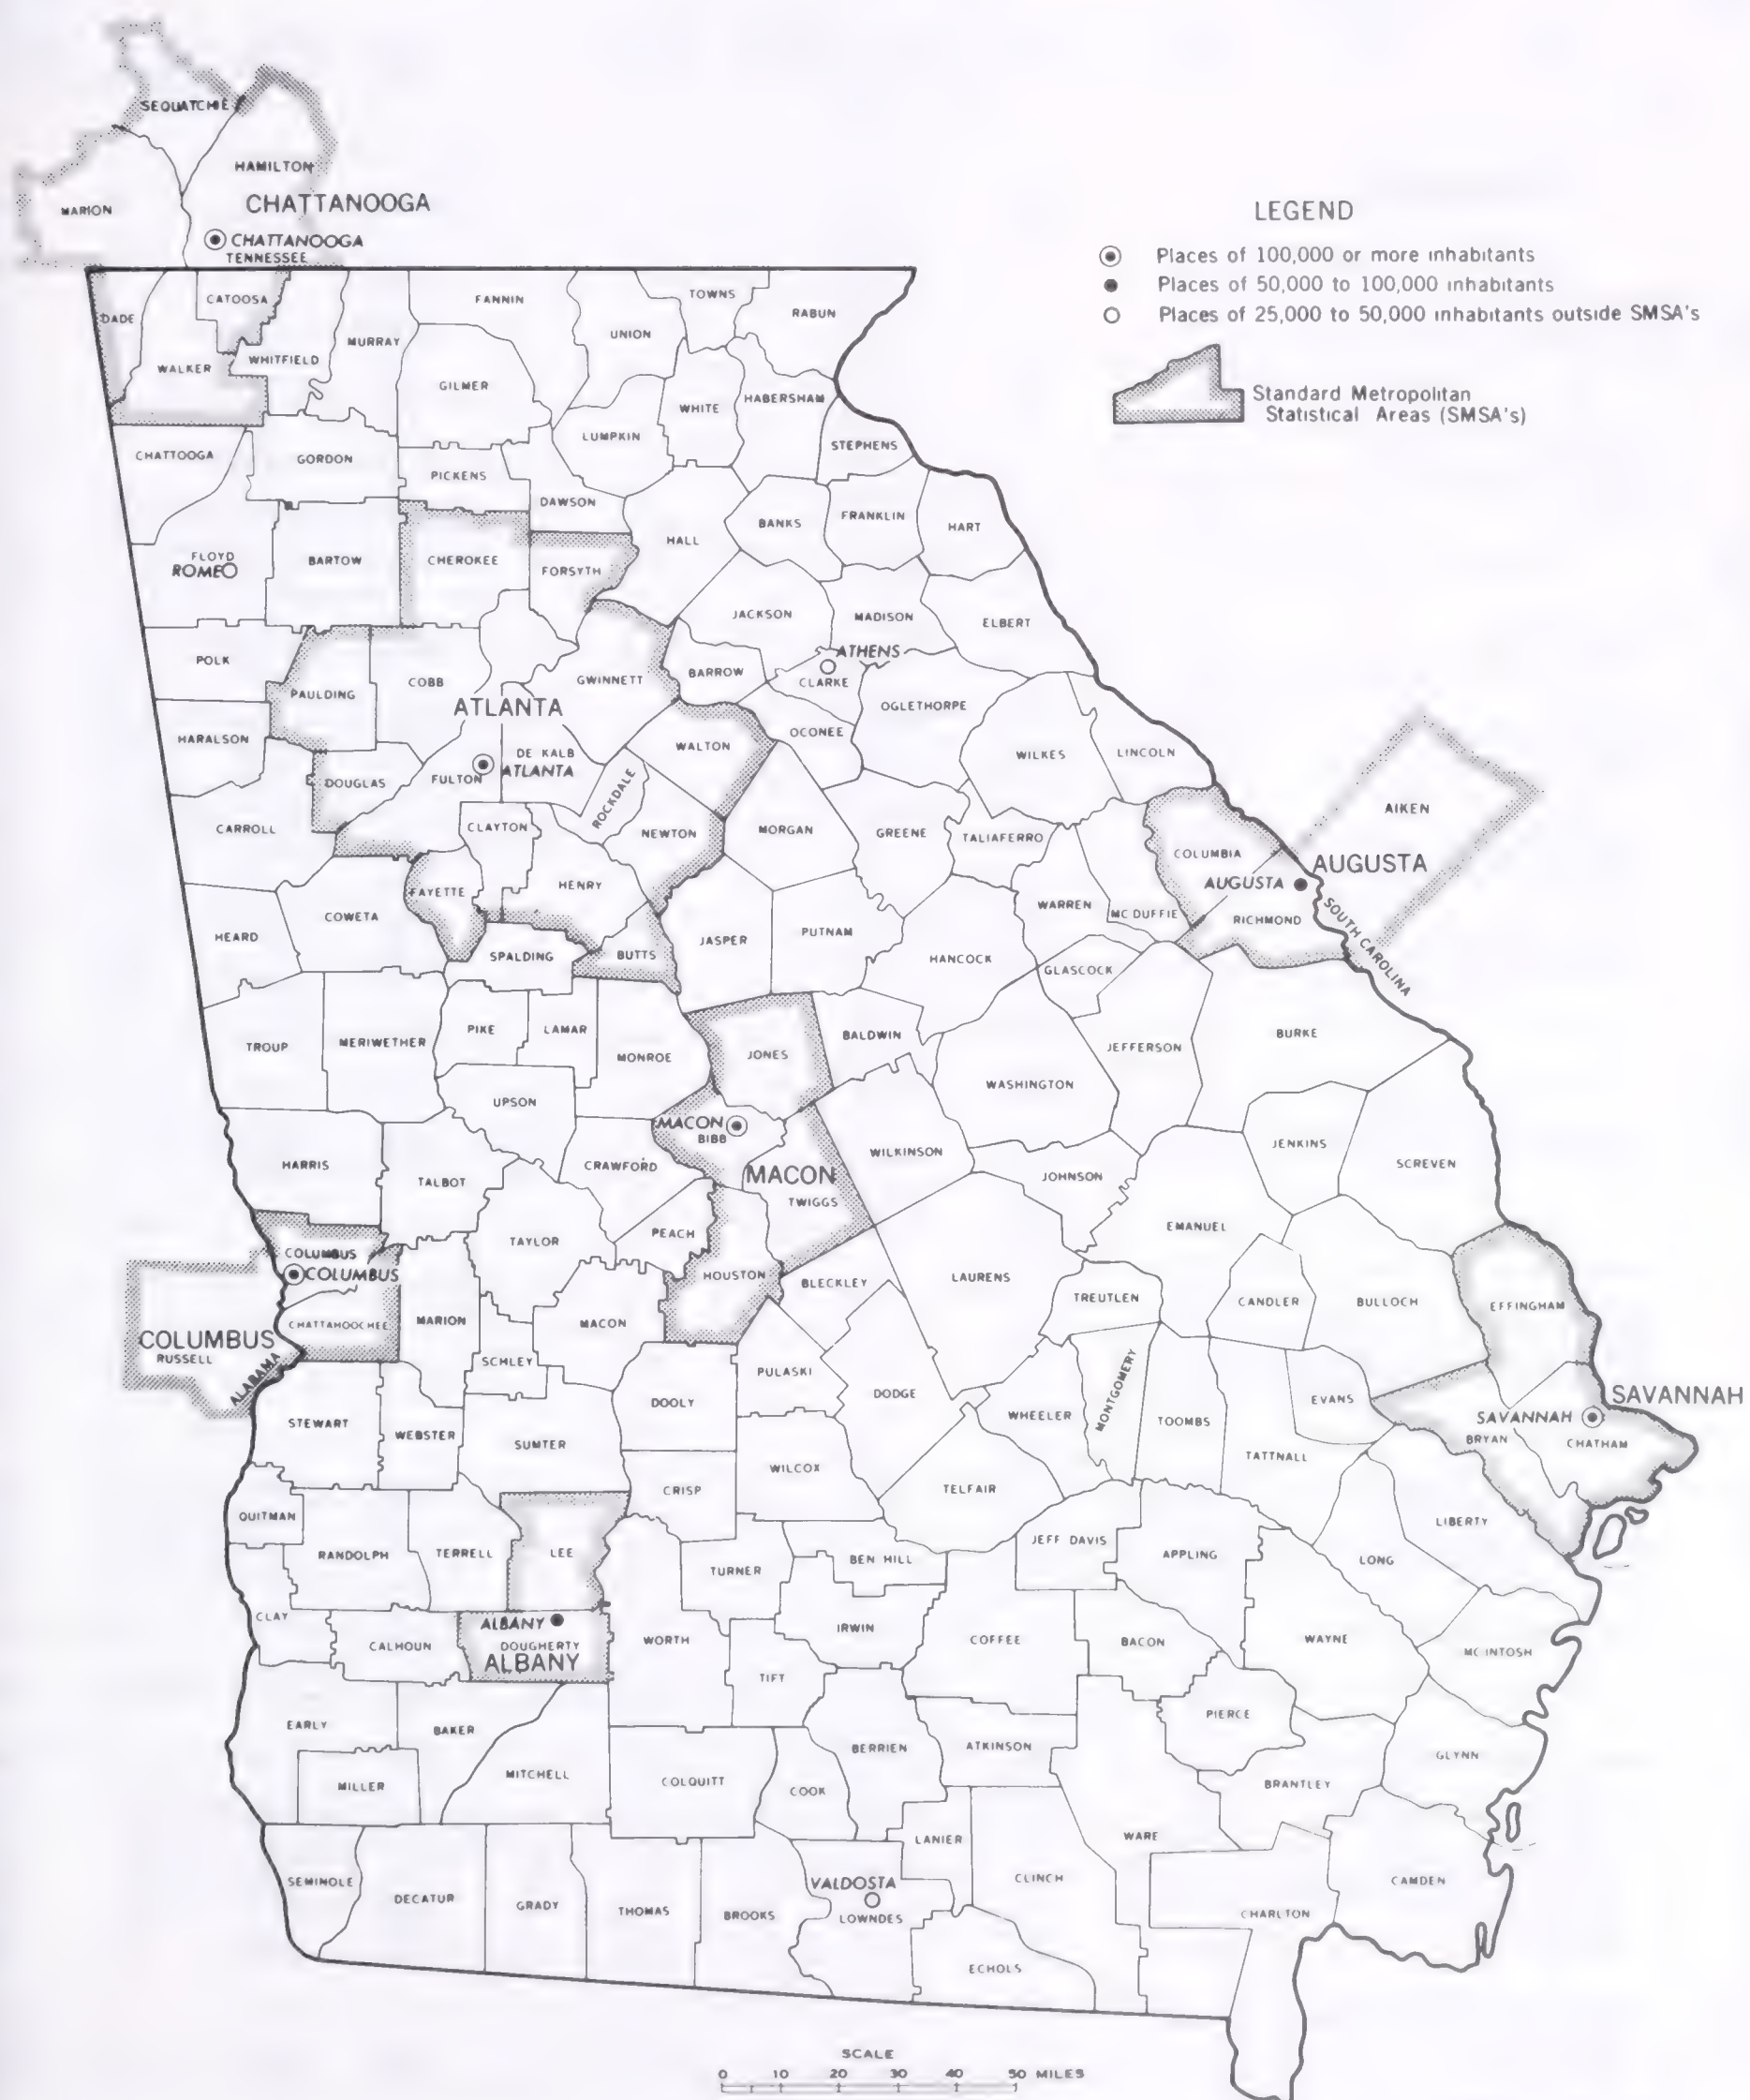 SEQUATCHIE
HAMILTON
MARION
CHATTANOOGA
CHATTANOOGA
TENNESSEE
LEGEND
Places of 100,000 or more inhabitants
Places of 50,000 to 100,000 inhabitants
Places of 25,000 to 50,000 inhabitants outside SMSA's
Standard Metropolitan
Statistical Areas (SMSA's)
DADE
CATOOSA
FANNIN
TOWNS
RABUN
UNION
MURRAY
WHITFIELD
WALKER
GILMER
WHITE
HABERSHAM
LUMPKIN
STEPHENS
CHATTOOGA
GORDON
PICKENS
DAWSON
BANKS
FRANKLIN
HART
HALL
FLOYD
ROME
BARTOW
CHEROKEE
FORSYTH
JACKSON
MADISON
ELBERT
ATHENS
CLARKE
POLK
PAULDING
COBB
GWINNETT
BARROW
OGLETHORPE
ATLANTA
HARALSON
WALTON
OCONEE
WILKES
LINCOLN
DE KALB
ATLANTA
FULTON
DOUGLAS
ROCKDALE
CARROLL
CLAYTON
NEWTON
MORGAN
GREENE
TALIAFERRO
AIKEN
COLUMBIA
AUGUSTA
AUGUSTA
RICHMOND
SOUTH CAROLINA
FAYETTE
HENRY
WARREN
MC DUFFIE
HEARD
COWETA
SPALDING
BUTTS
JASPER
PUTNAM
HANCOCK
GLASCOCK
TROUP
MERIWETHER
PIKE
LAMAR
MONROE
JONES
BALDWIN
JEFFERSON
BURKE
WASHINGTON
UPSON
MACON
BIBB
WILKINSON
JENKINS
SCREVEN
HARRIS
TALBOT
CRAWFORD
MACON
TWIGGS
JOHNSON
EMANUEL
TAYLOR
PEACH
COLUMBUS
COLUMBUS
HOUSTON
BLECKLEY
LAURENS
TREUTLEN
CANDLER
BULLOCH
EFFINGHAM
CHATTAHOOCHEE
MARION
MACON
COLUMBUS
RUSSELL
ALABAMA
SCHLEY
PULASKI
DODGE
WHEELER
MONTGOMERY
TOOMBS
EVANS
SAVANNAH
SAVANNAH
BRYAN
CHATHAM
STEWART
WEBSTER
SUMTER
DOOLY
WILCOX
TATTNALL
CRISP
TELFAIR
QUITMAN
RANDOLPH
TERRELL
LEE
TURNER
BEN HILL
JEFF DAVIS
APPLING
LONG
LIBERTY
CLAY
CALHOUN
ALBANY
DOUGHERTY
ALBANY
WORTH
IRWIN
COFFEE
BACON
WAYNE
MC INTOSH
TIFT
EARLY
BAKER
PIERCE
BERRIEN
ATKINSON
GLYNN
MILLER
MITCHELL
COLQUITT
COOK
BRANTLEY
LANIER
WARE
SEMINOLE
DECATUR
GRADY
THOMAS
BROOKS
VALDOSTA
LOWNDES
CLINCH
CHARLTON
CAMDEN
ECHOLS
SCALE
0 10 20 30 40 50 MILES